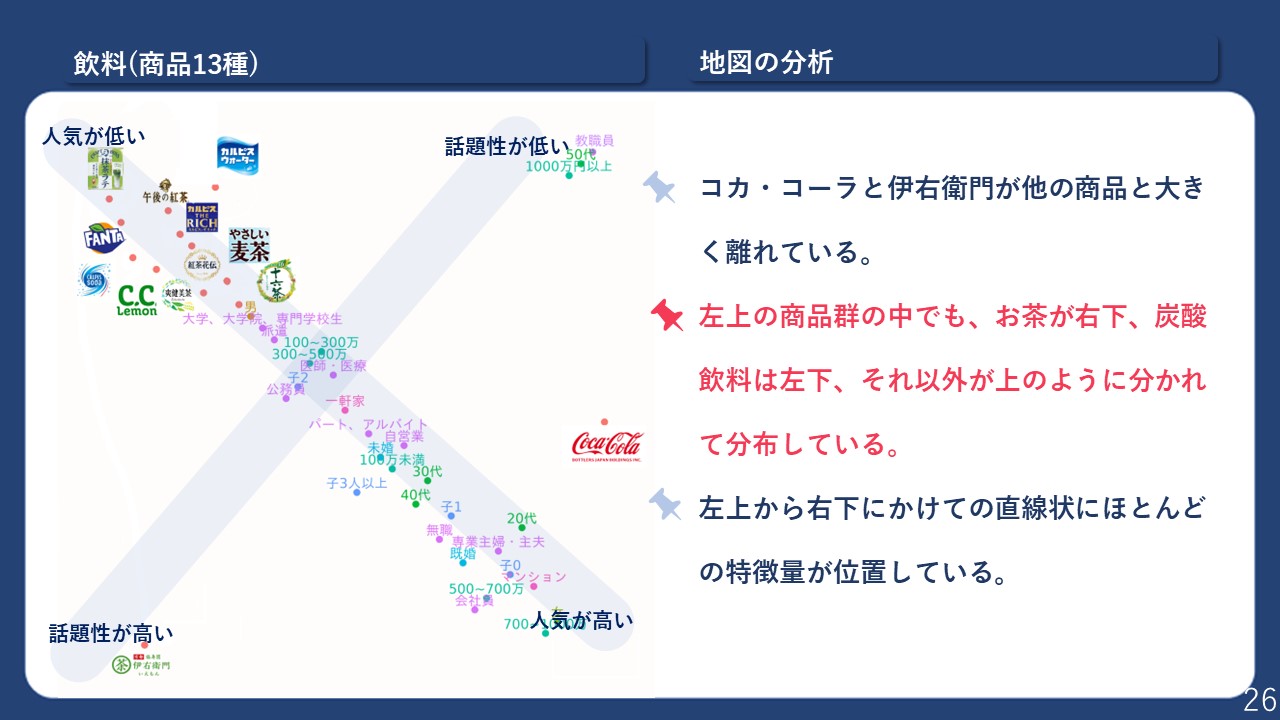 飲料(商品13種)
地図の分析
人気が低い
話題性が低い
教職員
50代
1000万円以上
カルピス
ウォーター
午後の紅茶
カルピス
THE
RICH
FANTA
やさしい
麦茶
紅茶花伝
十六茶
CALPIS
SODA
C.C.
Lemon
爽健美茶
男
大学、大学院、専門学校生
派遣
100~300万
300~500万
医師・医療
子2
公務員
一軒家
パート、アルバイト
自営業
未婚
100万未満
30代
子3人以上
40代
子1
20代
無職
専業主婦・主夫
既婚
子0
マンション
500~700万
会社員
人気が高い
話題性が高い
茶 伊右衛門
いえもん
Coca-Cola
BOTTLERS JAPAN HOLDINGS INC.
コカ・コーラと伊右衛門が他の商品と大き
く離れている。
左上の商品群の中でも、お茶が右下、炭酸
飲料は左下、それ以外が上のように分かれ
て分布している。
左上から右下にかけての直線状にほとんど
の特徴量が位置している。
26